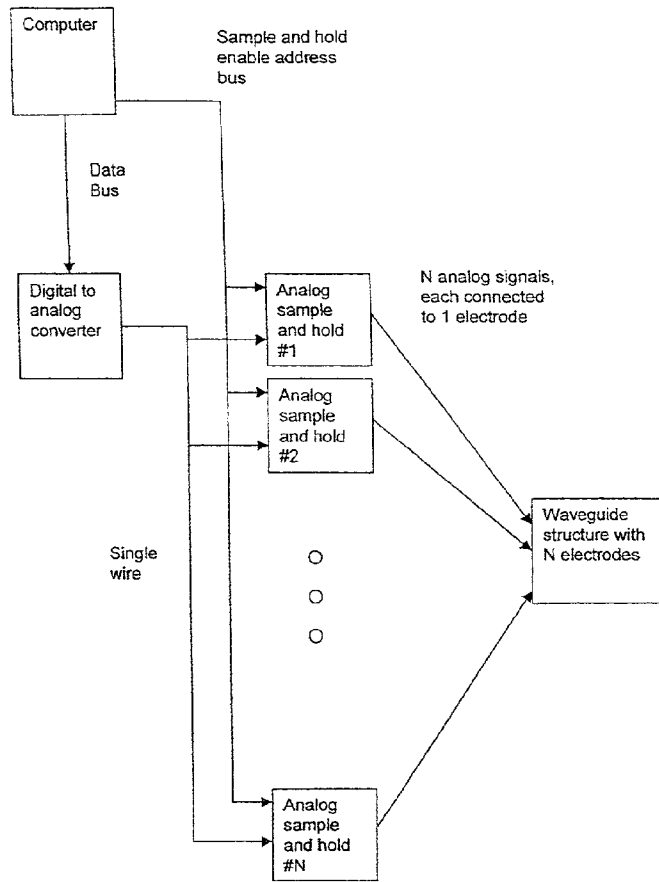 Computer
Sample and hold
enable address
bus
Data
Bus
Digital to
analog
converter
Analog
sample
and hold
#1
N analog signals,
each connected
to 1 electrode
Analog
sample
and hold
#2
Single
wire
Waveguide
structure with
N electrodes
Analog
sample
and hold
#N